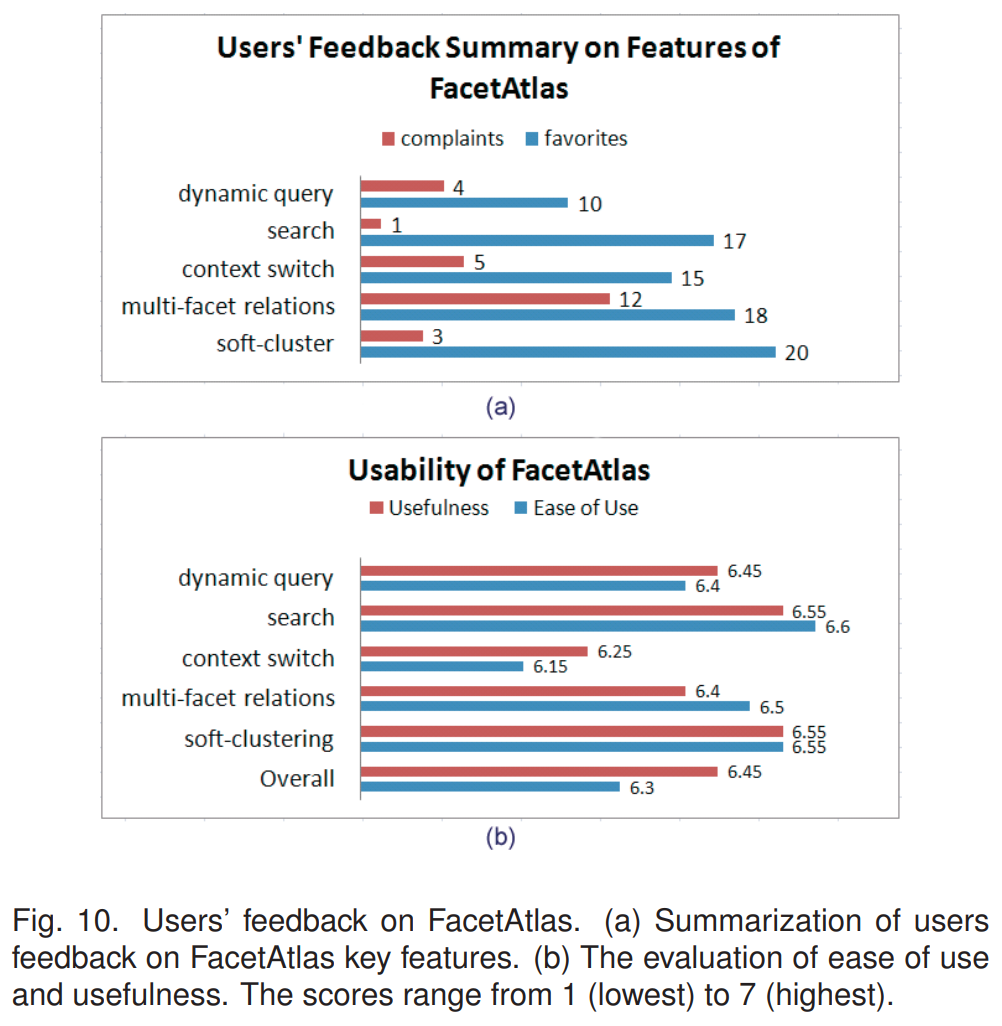 Users' Feedback Summary on Features of
FacetAtlas
complaints favorites
dynamic query 4
10
search 1
17
context switch 5
15
multi-facet relations 12
18
soft-cluster 3
20
(a)
Usability of FacetAtlas
Usefulness Ease of Use
dynamic query 6.45
6.4
search 6.55
6.6
context switch 6.25
6.15
multi-facet relations 6.4
6.5
soft-clustering 6.55
6.55
Overall 6.45
6.3
(b)
Fig. 10. Users’ feedback on FacetAtlas. (a) Summarization of users
feedback on FacetAtlas key features. (b) The evaluation of ease of use
and usefulness. The scores range from 1 (lowest) to 7 (highest).